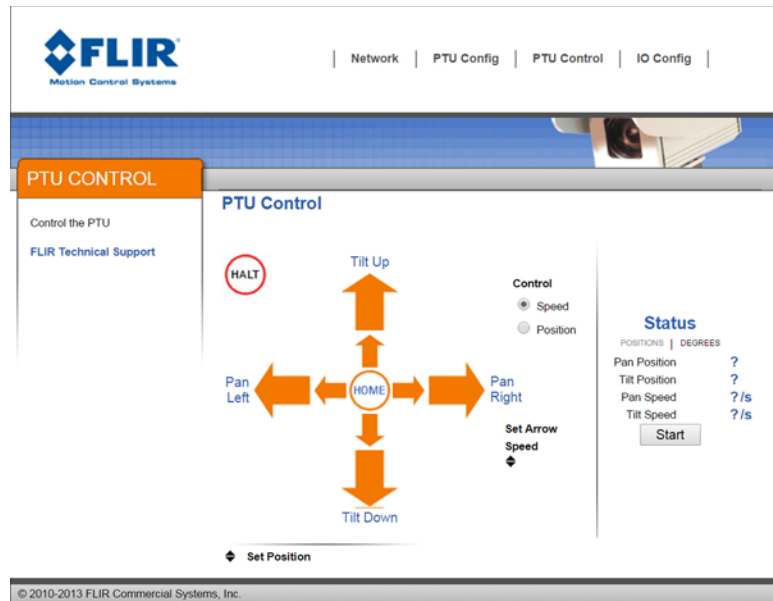 FLIR
Motion Control Systems
| Network | PTU Config | PTU Control | IO Config |
PTU CONTROL
Control the PTU
FLIR Technical Support
PTU Control
HALT
Tilt Up
Pan
Left
HOME
Pan
Right
Tilt Down
Control
Speed
Position
Set Arrow
Speed
Set Position
Status
POSITIONS | DEGREES
Pan Position ?
Tilt Position ?
Pan Speed ?/s
Tilt Speed ?/s
Start
© 2010-2013 FLIR Commercial Systems, Inc.